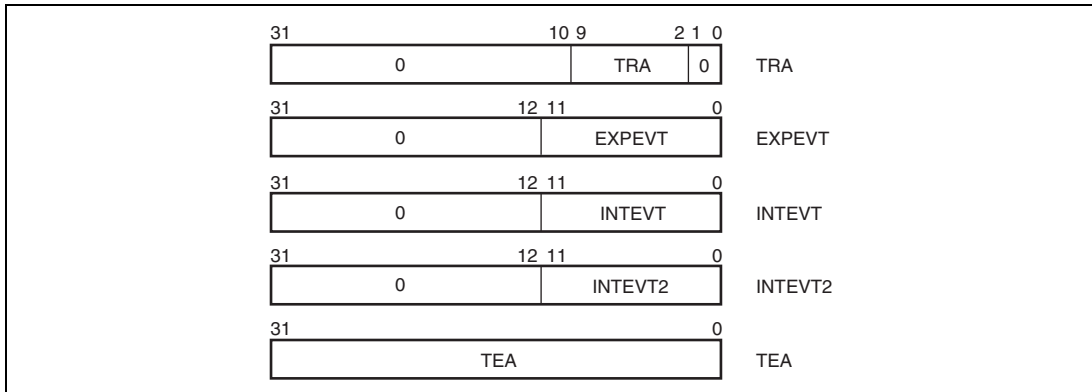 31 10 9 2 1 0
0 TRA 0 TRA
31 12 11 0
0 EXPEVT EXPEVT
31 12 11 0
0 INTEVT INTEVT
31 12 11 0
0 INTEVT2 INTEVT2
31 0
TEA TEA